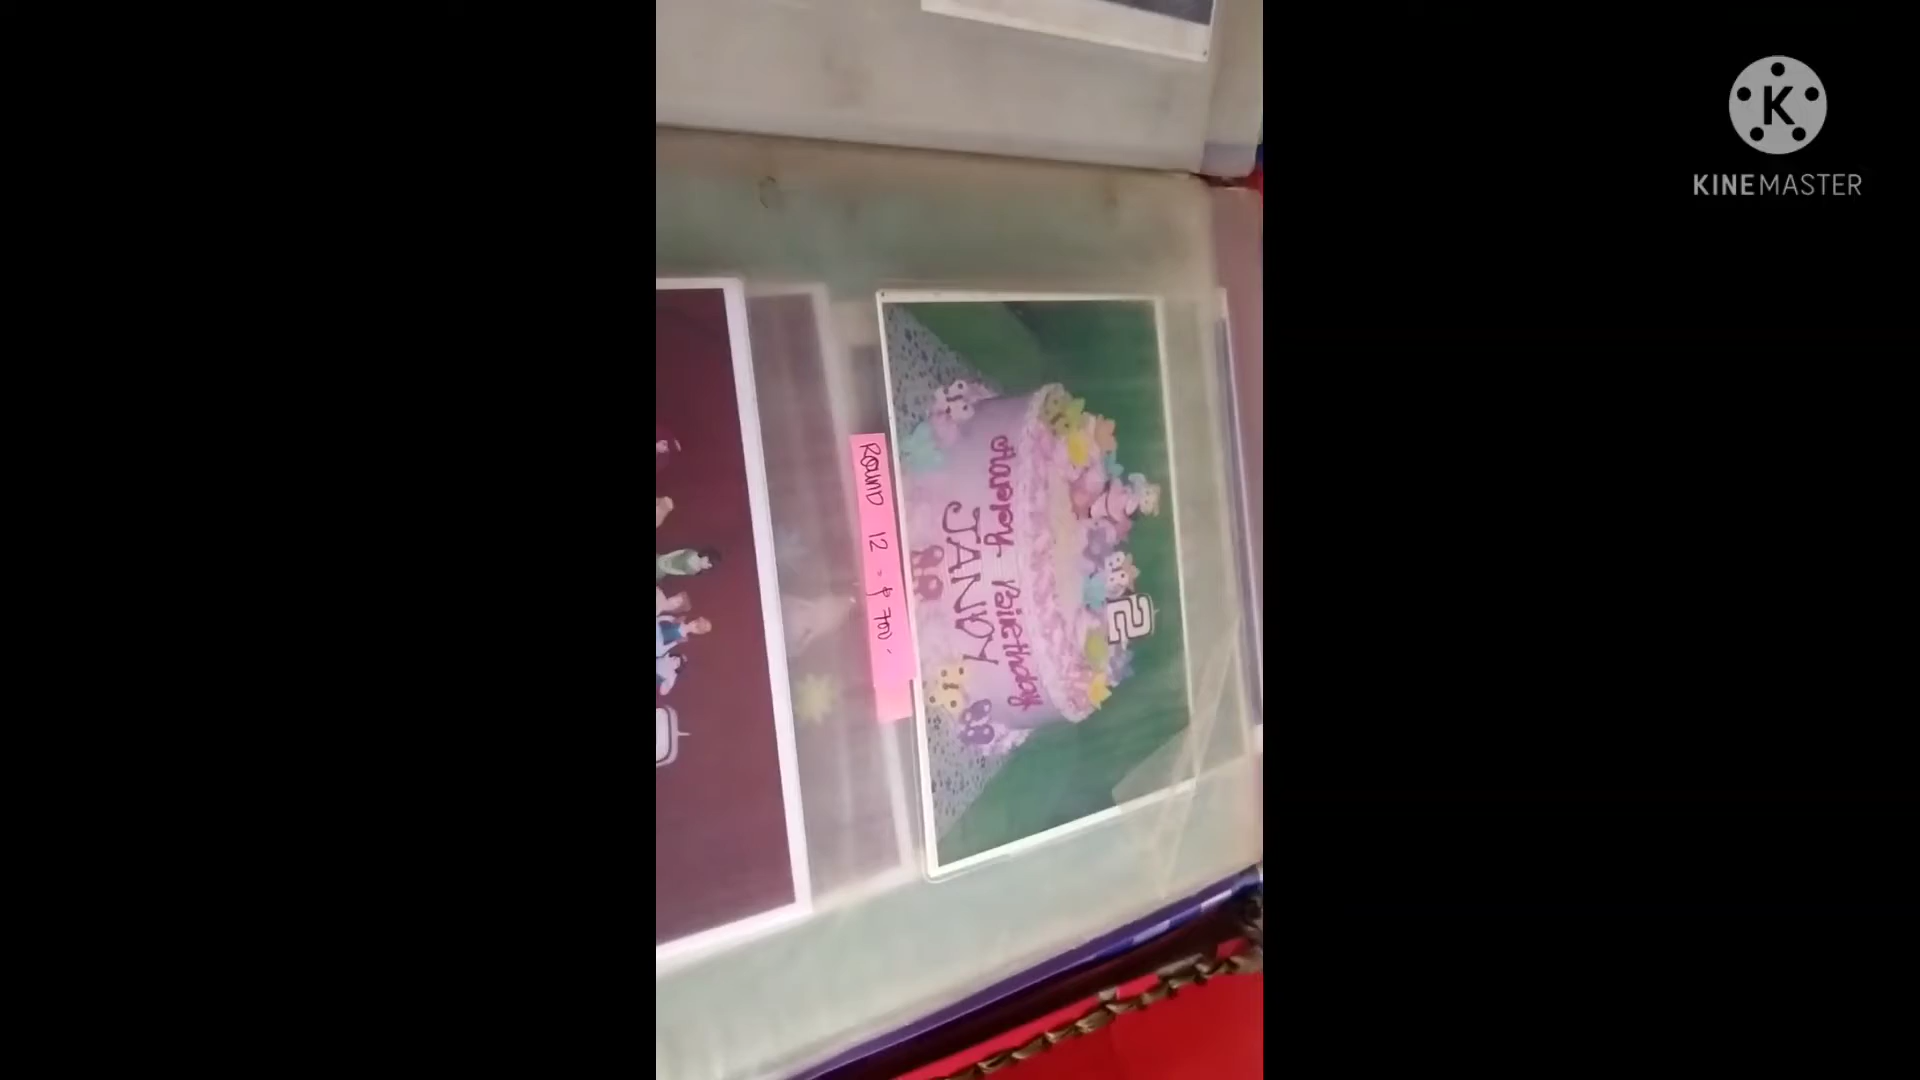 Happy Birthday
JANDY
2
ROUND 12 - ₱ 700.-
K
KINEMASTER